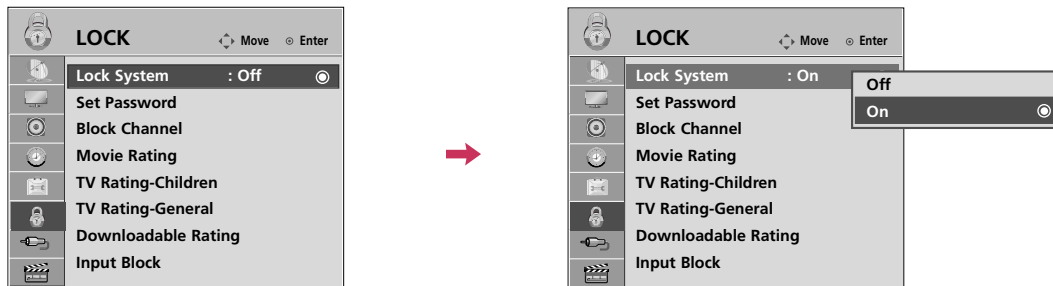 LOCK
Move Enter
Lock System : Off
Set Password
Block Channel
Movie Rating
TV Rating-Children
TV Rating-General
Downloadable Rating
Input Block
LOCK
Move Enter
Lock System : On
Off
On
Set Password
Block Channel
Movie Rating
TV Rating-Children
TV Rating-General
Downloadable Rating
Input Block